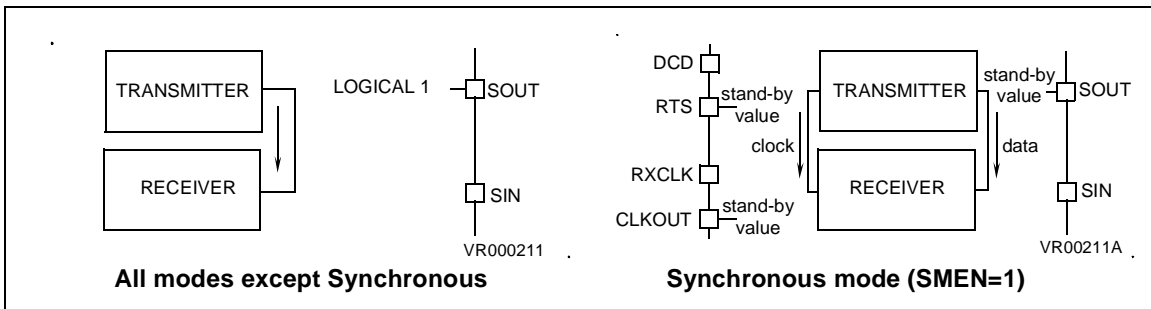 TRANSMITTER
RECEIVER
LOGICAL 1
SOUT
SIN
VR000211
All modes except Synchronous
DCD
RTS
stand-by
value
clock
RXCLK
CLKOUT
stand-by
value
TRANSMITTER
RECEIVER
data
stand-by
value
SOUT
SIN
VR00211A
Synchronous mode (SMEN=1)